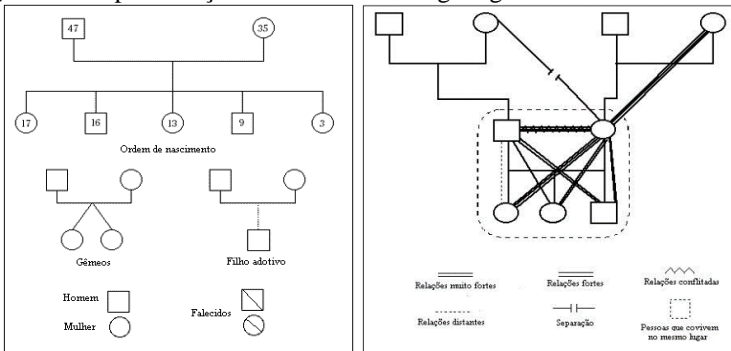 47 35
17 16 13 9 3
Ordem de nascimento
Gêmeos Filho adotivo
Homem
Mulher
Falecidos
Relações muito fortes Relações fortes Relações conflitadas
Relações distantes Separação Pessoas que covivem
no mesmo lugar